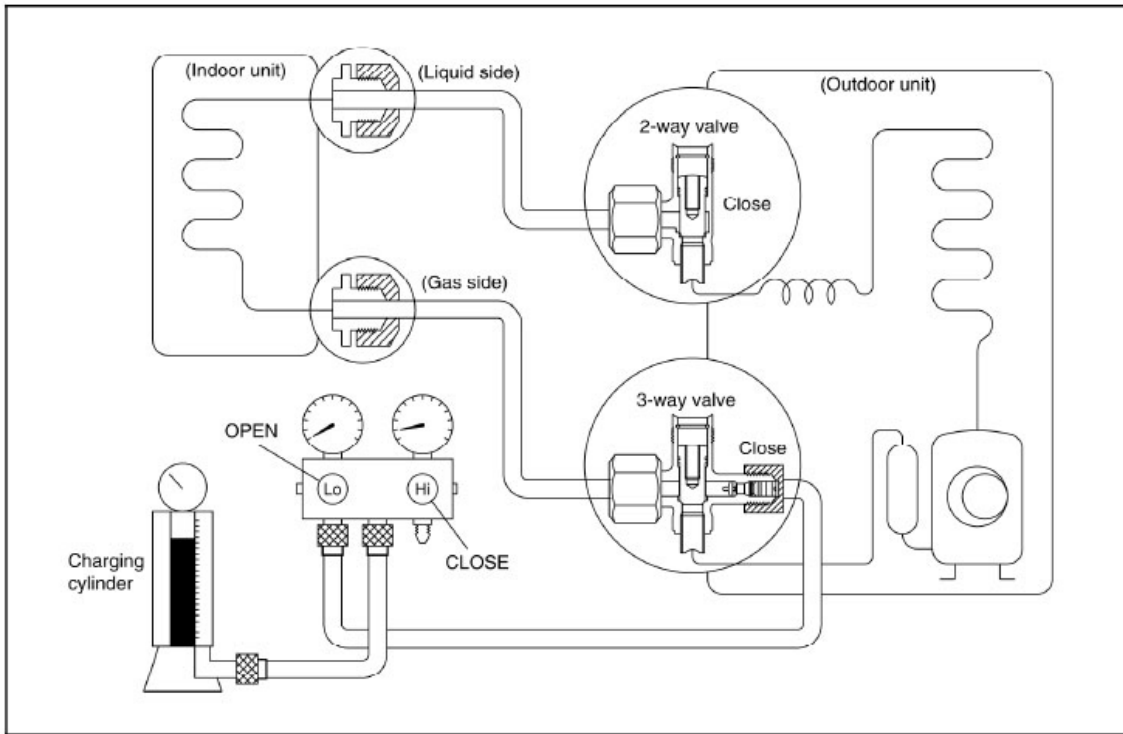 (Indoor unit)
(Liquid side)
(Outdoor unit)
2-way valve
Close
(Gas side)
3-way valve
Close
OPEN
Lo
Hi
CLOSE
Charging
cylinder